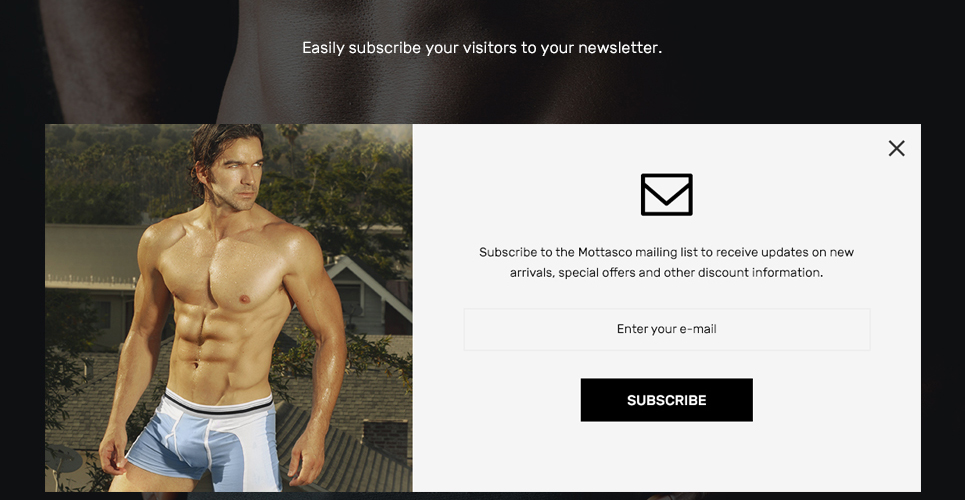 Easily subscribe your visitors to your newsletter.
Subscribe to the Mottasco mailing list to receive updates on new
arrivals, special offers and other discount information.
Enter your e-mail
SUBSCRIBE